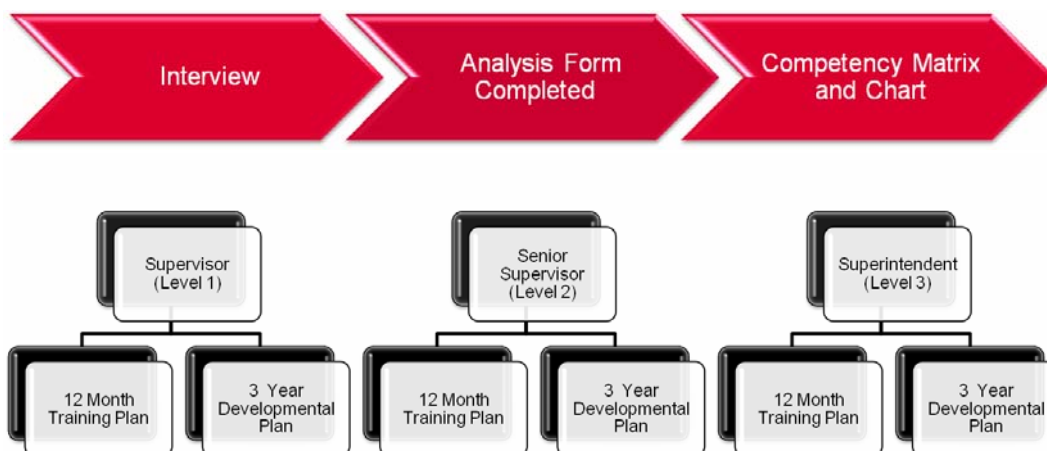 Interview
Analysis Form
Completed
Competency Matrix
and Chart
Supervisor
(Level 1)
Senior
Supervisor
(Level 2)
Superintendent
(Level 3)
12 Month
Training Plan
3 Year
Developmental
Plan
12 Month
Training Plan
3 Year
Developmental
Plan
12 Month
Training Plan
3 Year
Developmental
Plan